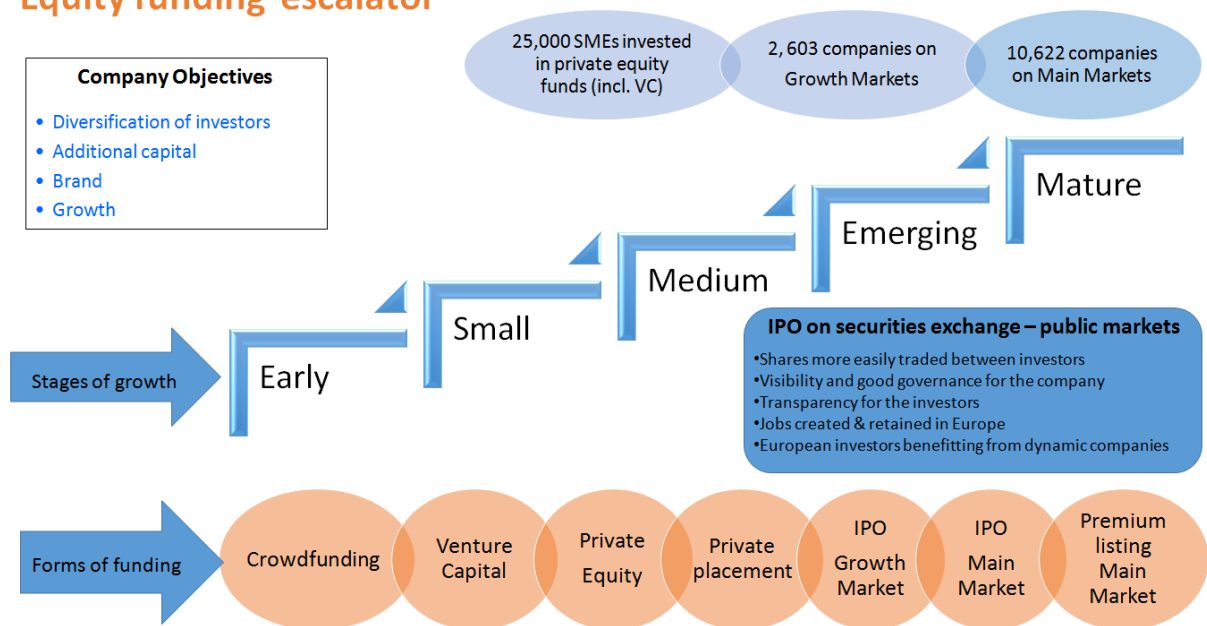 Equity funding escalator
25,000 SMEs invested
in private equity
funds (incl. VC)
2, 603 companies on
Growth Markets
10,622 companies
on Main Markets
Company Objectives
• Diversification of investors
• Additional capital
• Brand
• Growth
Mature
Emerging
Medium
Small
Early
Stages of growth
IPO on securities exchange – public markets
•Shares more easily traded between investors
•Visibility and good governance for the company
•Transparency for the investors
•Jobs created & retained in Europe
•European investors benefitting from dynamic companies
Forms of funding
Crowdfunding
Venture
Capital
Private
Equity
Private
placement
IPO
Growth
Market
IPO
Main
Market
Premium
listing
Main
Market